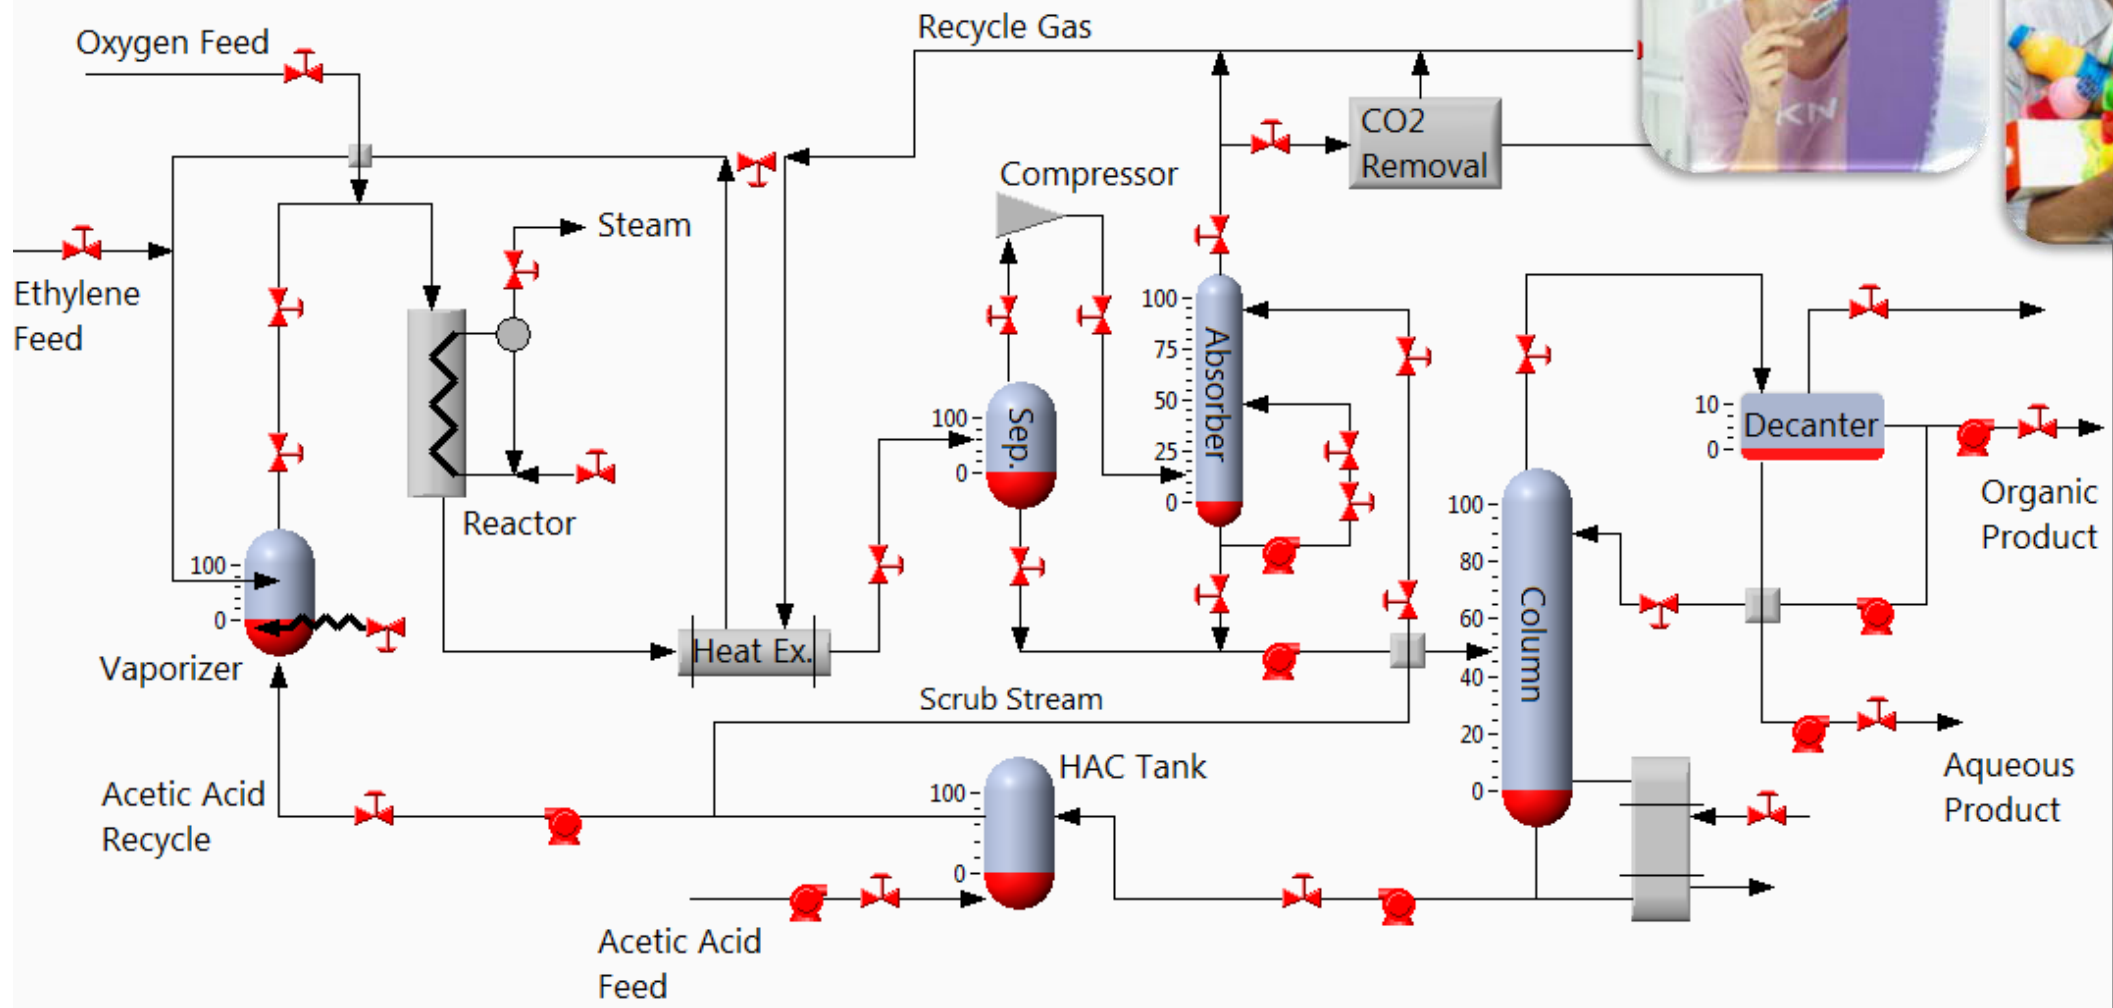 Recycle Gas
Oxygen Feed
CO2
Removal
KN
Compressor
Steam
Ethylene
Feed
100
75
50
25
0
Absorber
100
0
Sep.
10
0
Decanter
Organic
Product
Reactor
100
0
Vaporizer
Heat Ex.
100
80
60
40
20
0
Column
Scrub Stream
HAC Tank
100
0
Acetic Acid
Recycle
Aqueous
Product
Acetic Acid
Feed